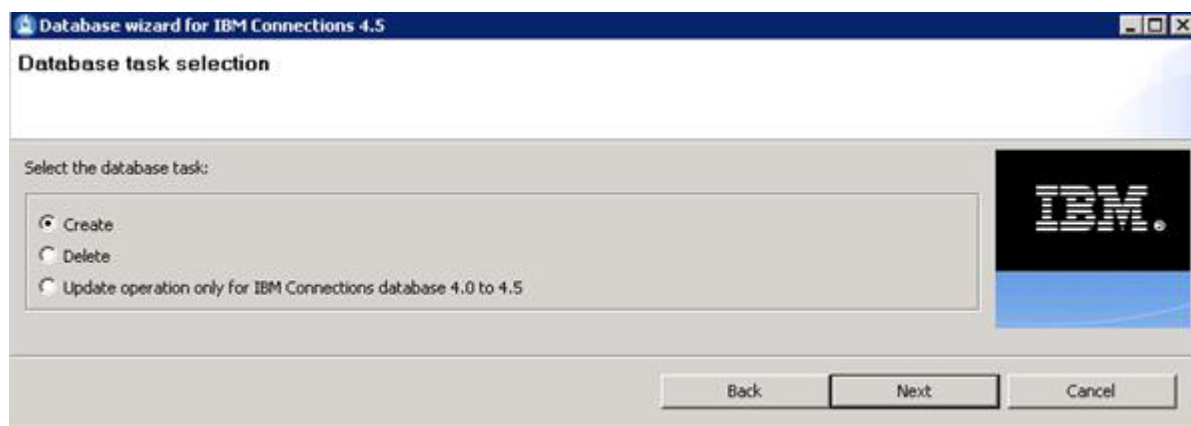 Database wizard for IBM Connections 4.5
Database task selection
Select the database task:
Create
Delete
Update operation only for IBM Connections database 4.0 to 4.5
IBM®
Back Next Cancel